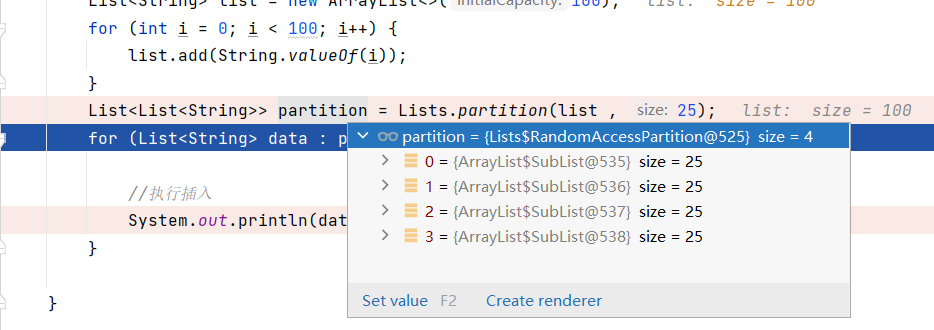 List<String> list = new ArrayList<>( initialCapacity: 100);   list:  size = 100
for (int i = 0; i < 100; i++) {
list.add(String.valueOf(i));
}
List<List<String>> partition = Lists.partition(list ,  size: 25);   list:  size = 100
for (List<String> data : p
partition = {Lists$RandomAccessPartition@525}  size = 4
0 = {ArrayList$SubList@535}  size = 25
1 = {ArrayList$SubList@536}  size = 25
2 = {ArrayList$SubList@537}  size = 25
3 = {ArrayList$SubList@538}  size = 25
//执行插入
System.out.println(dat
}
Set value  F2  Create renderer
}